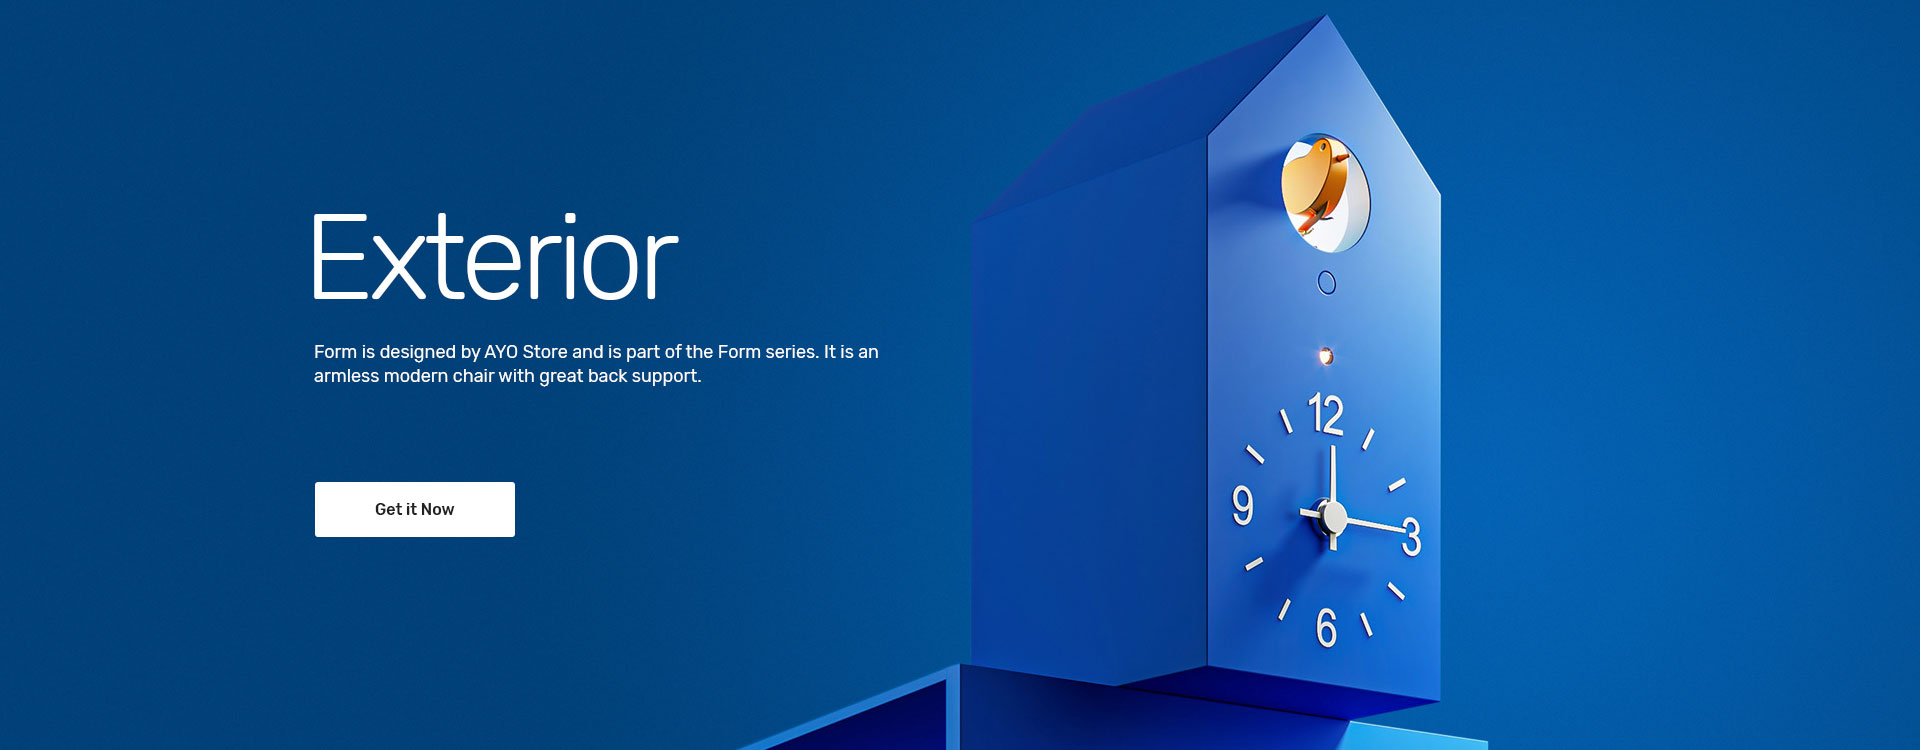 Exterior
Form is designed by AYO Store and is part of the Form series. It is an
armless modern chair with great back support.
Get it Now
12
9
3
6